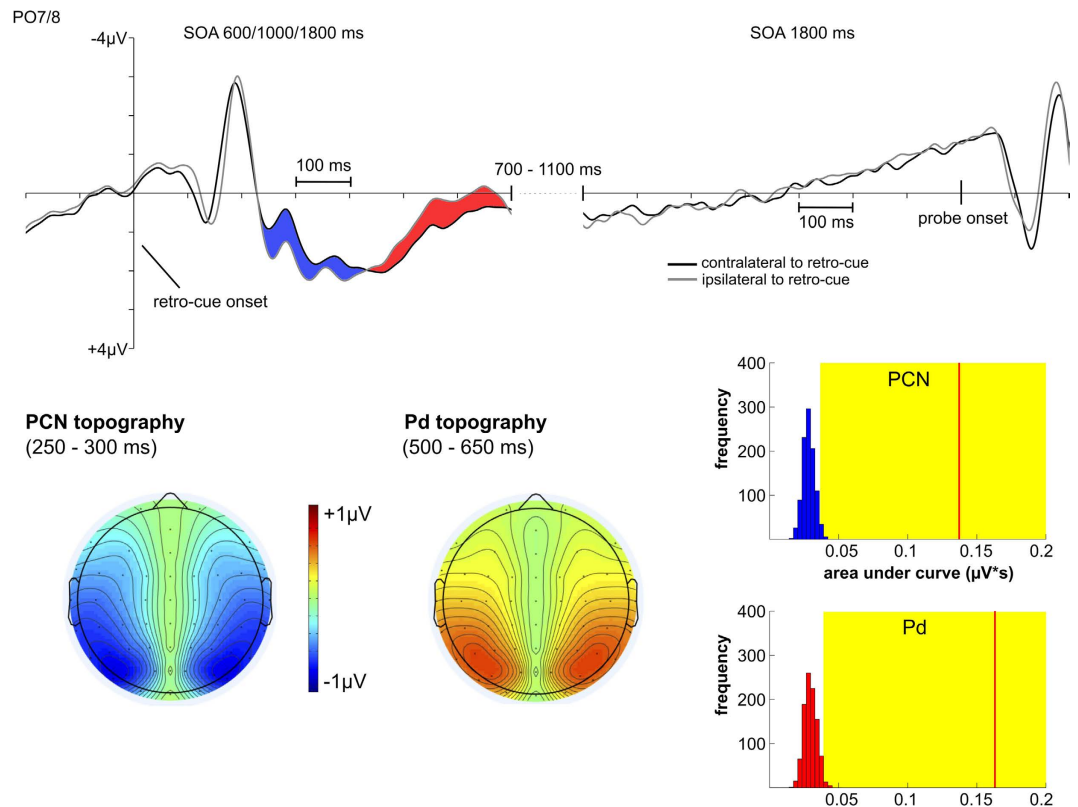 PO7/8
SOA 600/1000/1800 ms
SOA 1800 ms
-4µV
100 ms
700 - 1100 ms
100 ms
probe onset
retro-cue onset
contralateral to retro-cue
ipsilateral to retro-cue
+4µV
PCN topography
(250 - 300 ms)
+1µV
-1µV
Pd topography
(500 - 650 ms)
PCN
frequency
400
300
200
100
0.05
0.1
0.15
0.2
area under curve (µV*s)
Pd
frequency
400
300
200
100
0.05
0.1
0.15
0.2